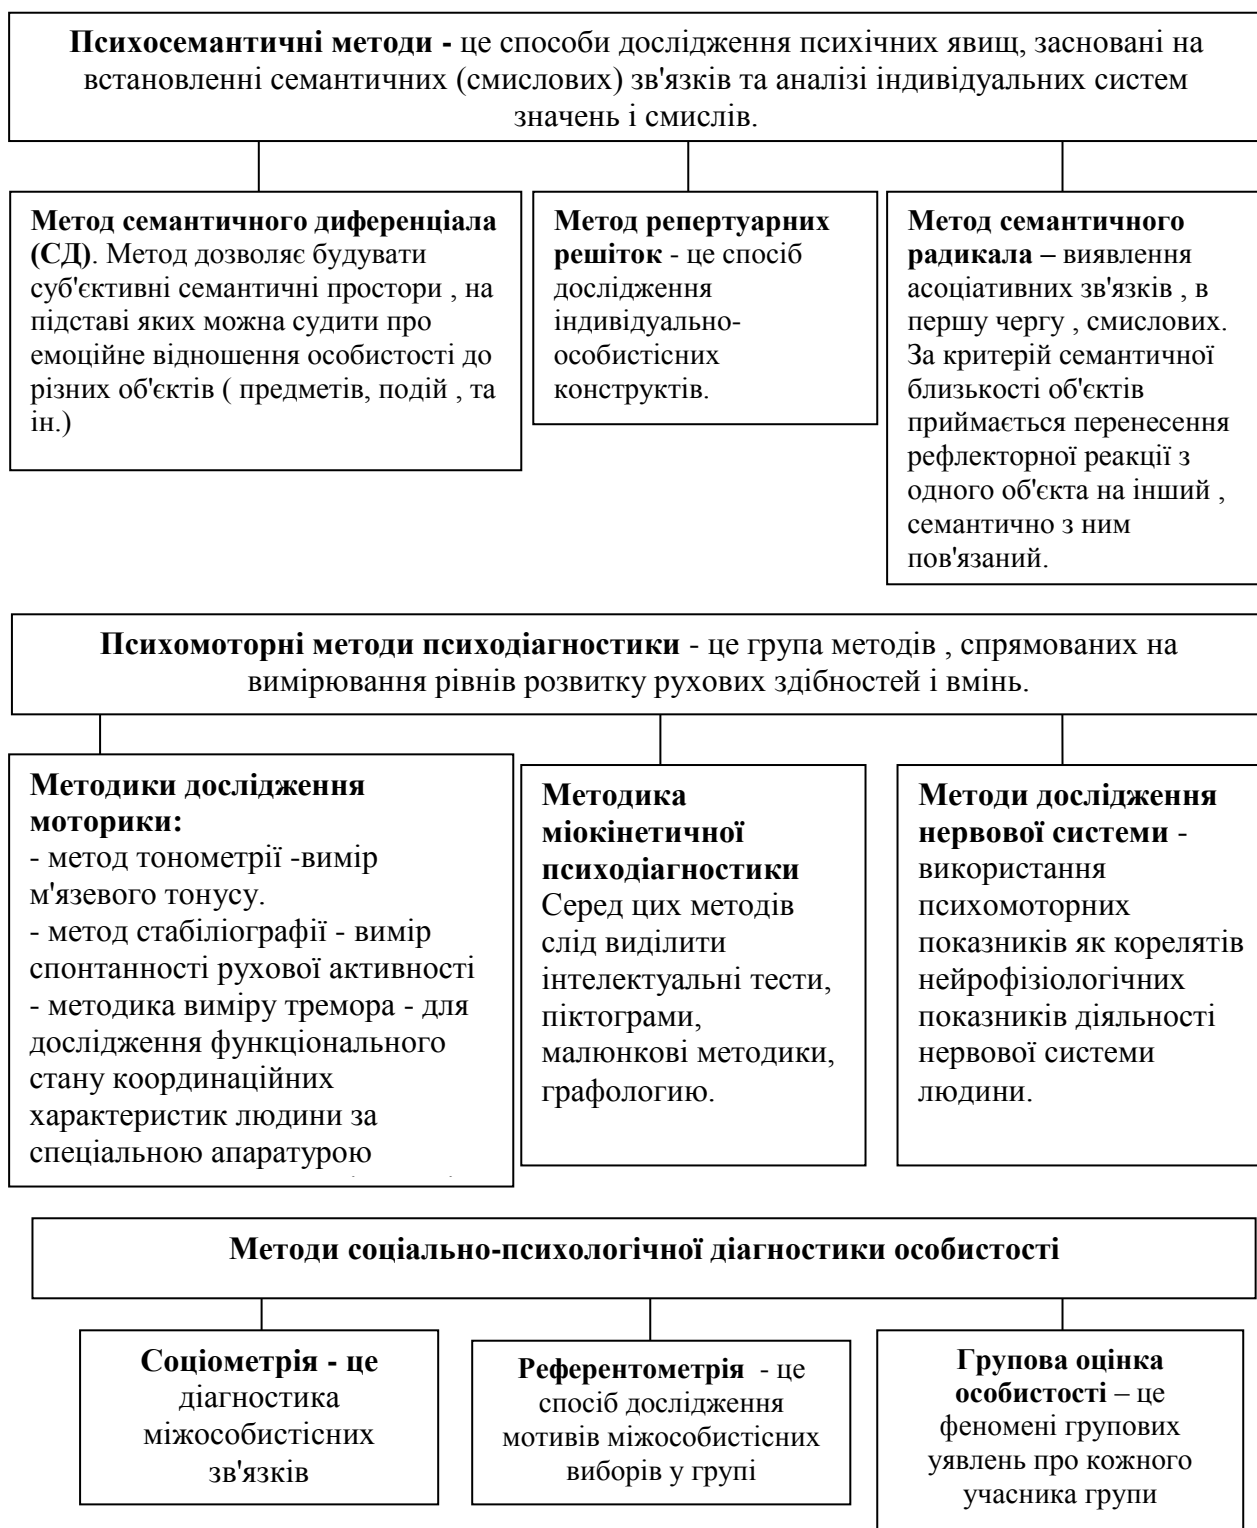 Психосемантичні методи - це способи дослідження психічних явищ, засновані на
встановленні семантичних (смислових) зв'язків та аналізі індивідуальних систем
значень і смислів.
Метод семантичного диференціала
(СД). Метод дозволяє будувати
суб'єктивні семантичні простори , на
підставі яких можна судити про
емоційне відношення особистості до
різних об'єктів ( предметів, подій , та
ін.)
Метод репертуарних
решіток - це спосіб
дослідження
індивідуально-
особистісних
конструктів.
Метод семантичного
радикала – виявлення
асоціативних зв'язків , в
першу чергу , смислових.
За критерій семантичної
близькості об'єктів
приймається перенесення
рефлекторної реакції з
одного об'єкта на інший ,
семантично з ним
пов'язаний.
Психомоторні методи психодіагностики - це група методів , спрямованих на
вимірювання рівнів розвитку рухових здібностей і вмінь.
Методики дослідження
моторики:
- метод тонометрії -вимір
м'язевого тонусу.
- метод стабіліографії - вимір
спонтанності рухової активності
- методика виміру тремора - для
дослідження функціонального
стану координаційних
характеристик людини за
спеціальною апаратурою
Методика
міокінетичної
психодіагностики
Серед цих методів
слід виділити
інтелектуальні тести,
піктограми,
малюнкові методики,
графологию.
Методи дослідження
нервової системи -
використання
психомоторних
показників як корелятів
нейрофізіологічних
показників діяльності
нервової системи
людини.
Методи соціально-психологічної діагностики особистості
Соціометрія - це
діагностика
міжособистісних
зв'язків
Референтометрія - це
спосіб дослідження
мотивів міжособистісних
виборів у групі
Групова оцінка
особистості – це
феномені групових
уявлень про кожного
учасника групи